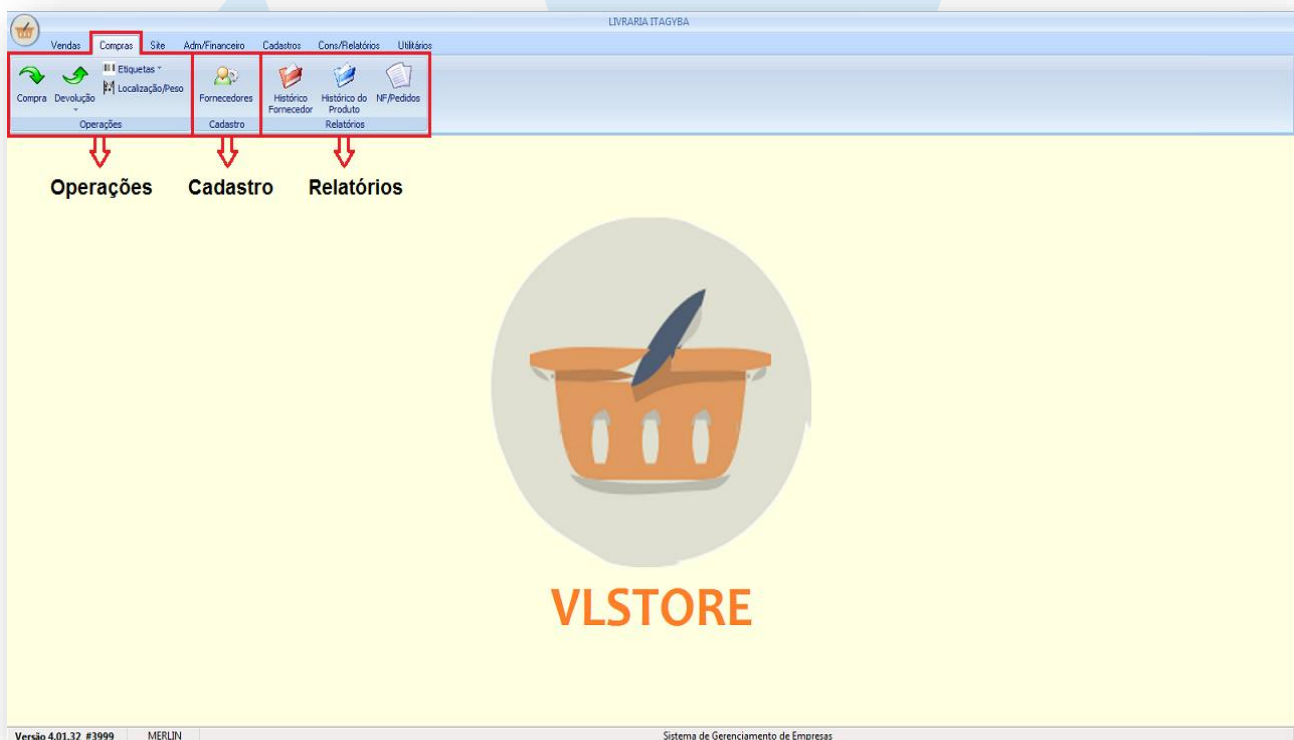 LIVRARIA ITAGYBA
Vendas Compras Site Adm/Financeiro Cadastros Cons/Relatórios Utilitários
Compra Devolução Etiquetas Localização/Peso Fornecedores Histórico Fornecedor Histórico do Produto NF/Pedidos
Operações Cadastro Relatórios
Operações Cadastro Relatórios
VLSTORE
Versão 4.01.32 #3999 MERLIN Sistema de Gerenciamento de Empresas